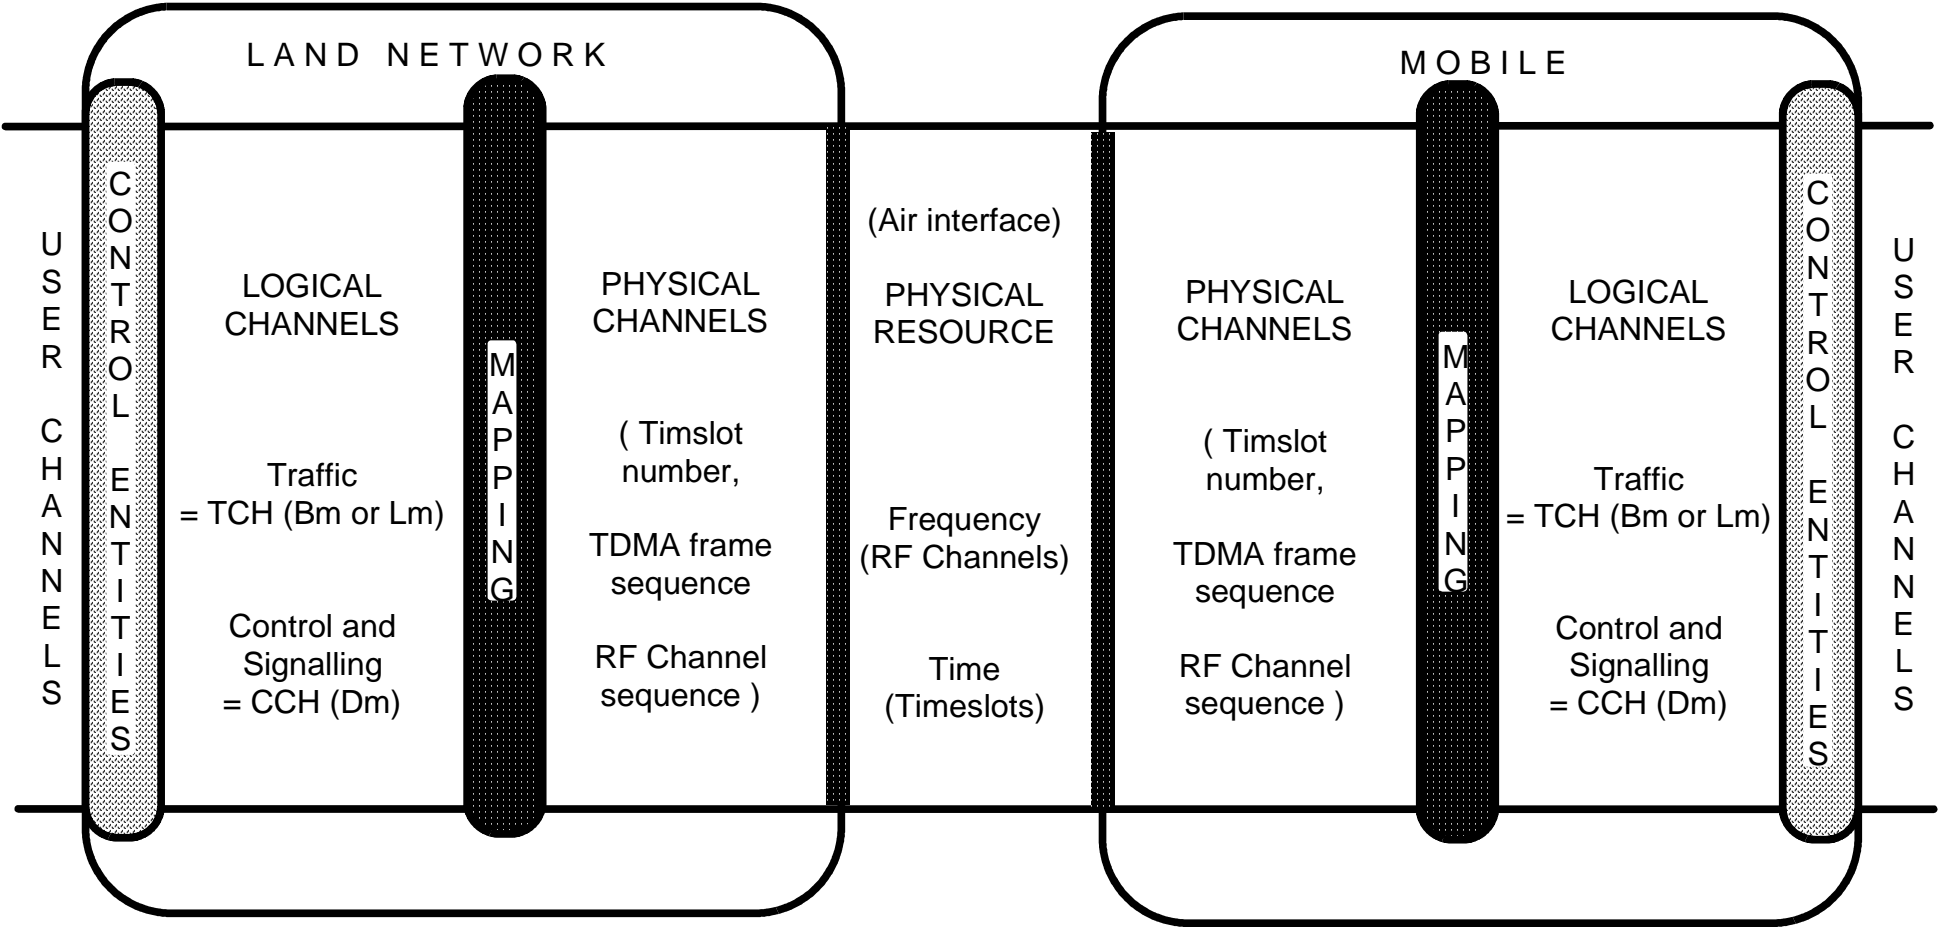 LAND NETWORK
MOBILE
USER CHANNELS
CONTROL ENTITIES
LOGICAL
CHANNELS
Traffic
= TCH (Bm or Lm)
Control and
Signalling
= CCH (Dm)
MAPPING
PHYSICAL
CHANNELS
( Timslot
number,
TDMA frame
sequence
RF Channel
sequence )
(Air interface)
PHYSICAL
RESOURCE
Frequency
(RF Channels)
Time
(Timeslots)
PHYSICAL
CHANNELS
( Timslot
number,
TDMA frame
sequence
RF Channel
sequence )
MAPPING
LOGICAL
CHANNELS
Traffic
= TCH (Bm or Lm)
Control and
Signalling
= CCH (Dm)
CONTROL ENTITIES
USER CHANNELS